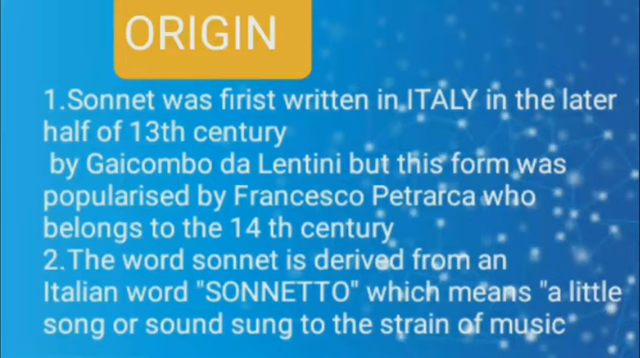 ORIGIN
1.Sonnet was firist written in ITALY in the later
half of 13th century
by Gaicombo da Lentini but this form was
popularised by Francesco Petrarca who
belongs to the 14 th century
2.The word sonnet is derived from an
Italian word "SONNETTO" which means "a little
song or sound sung to the strain of music"